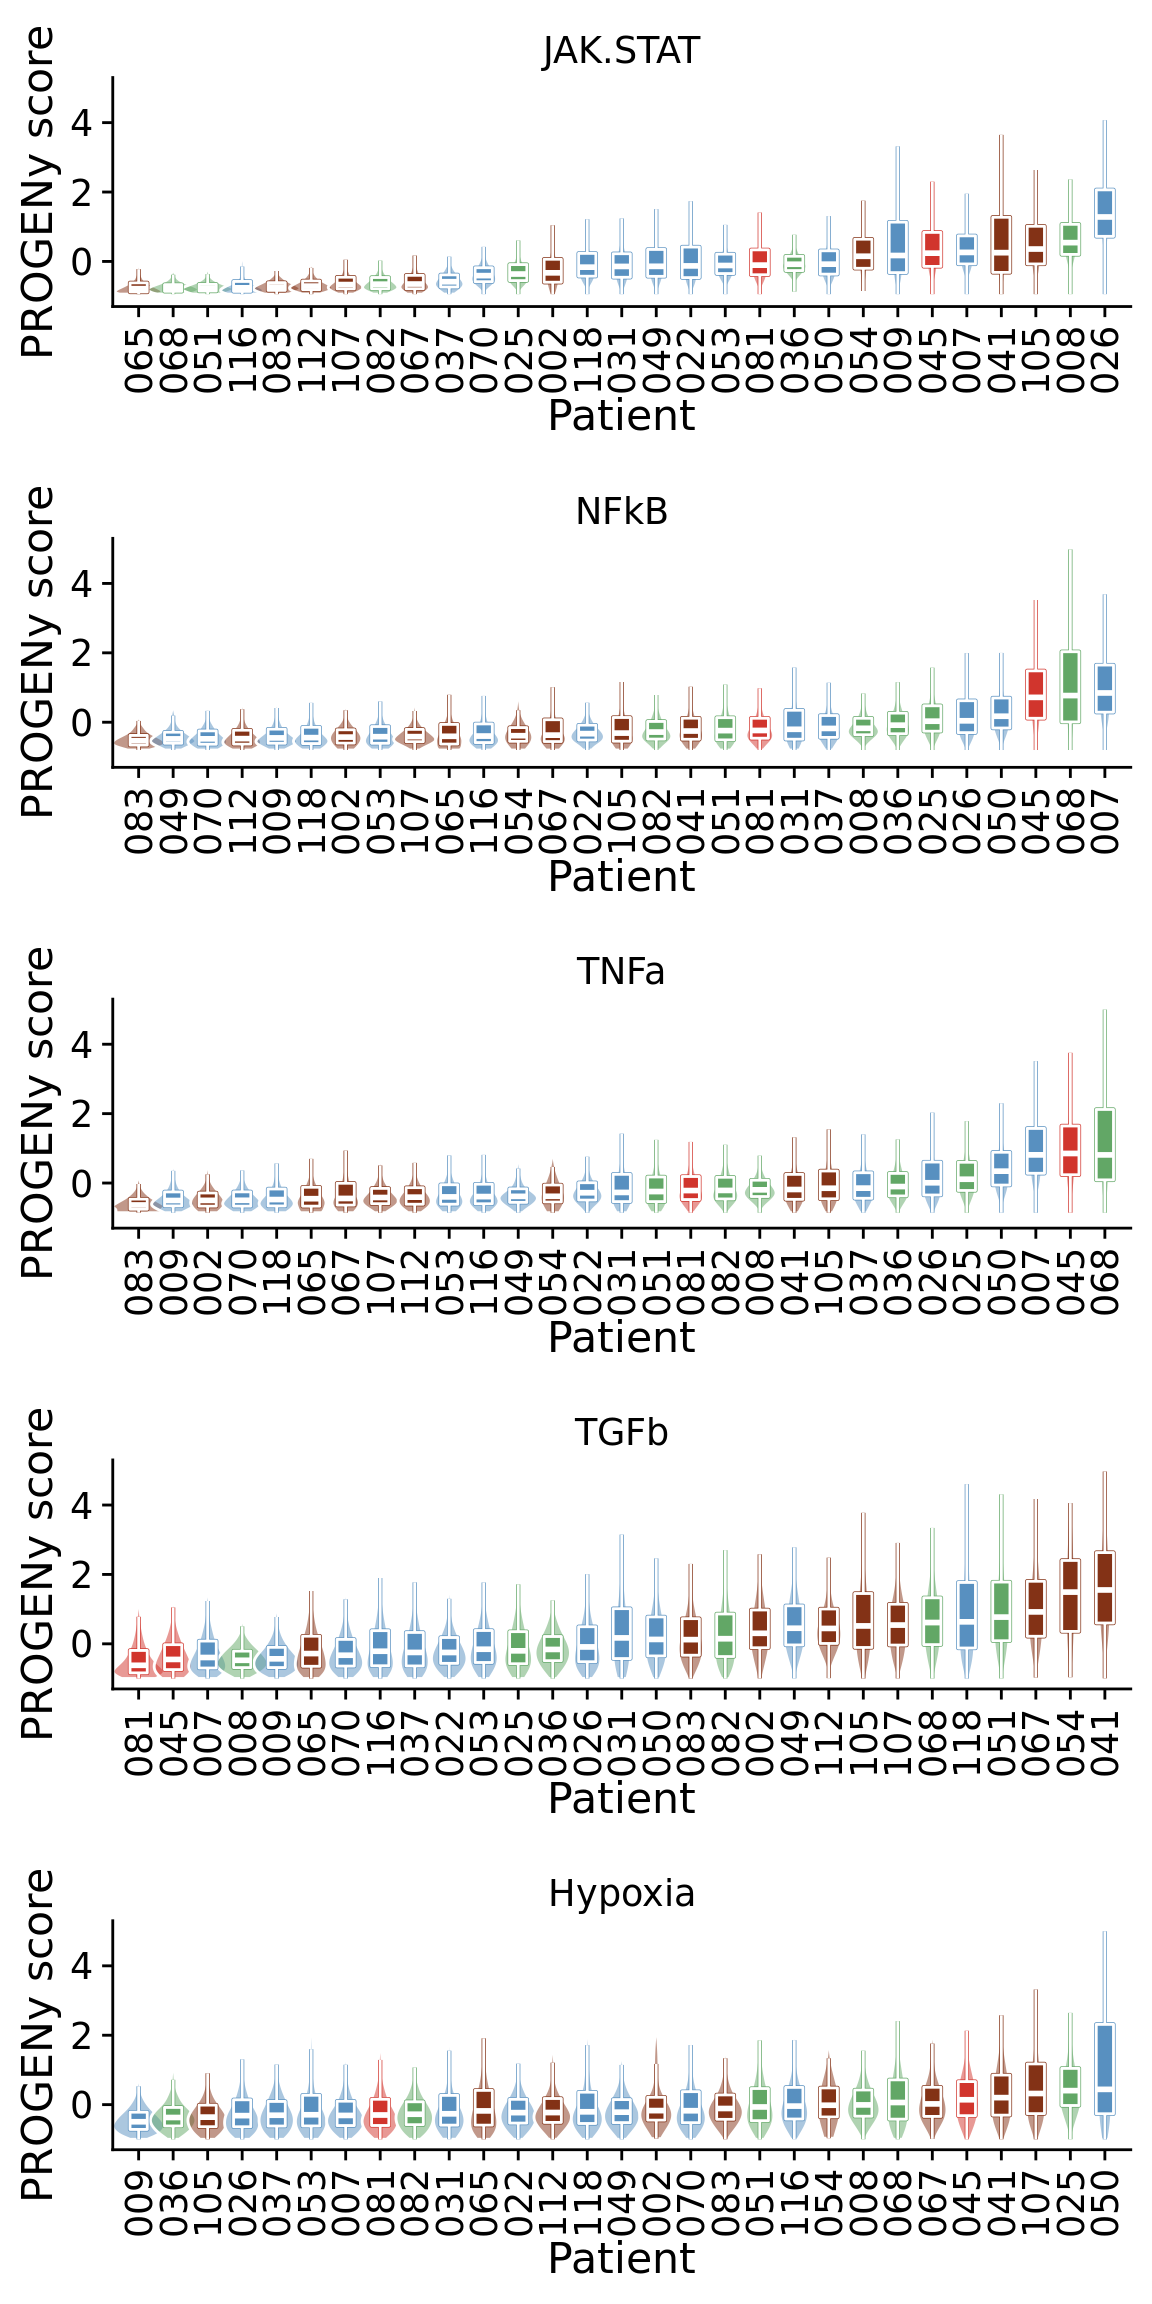 JAK.STAT
PROGENy score
4
2
0
065 068 051 116 083 112 107 082 067 037 070 025 002 118 031 049 022 053 081 036 050 054 009 045 007 041 105 008 026
Patient
NFkB
PROGENy score
4
2
0
083 049 070 112 009 118 002 053 107 065 116 054 067 022 105 082 041 051 081 031 037 008 036 025 026 050 045 068 007
Patient
TNFa
PROGENy score
4
2
0
083 009 002 070 118 065 067 107 112 053 116 049 054 022 031 051 081 082 008 041 105 037 036 026 025 050 007 045 068
Patient
TGFb
PROGENy score
4
2
0
081 045 007 008 009 065 070 116 037 022 053 025 036 026 031 050 083 082 002 049 112 105 107 068 118 051 067 054 041
Patient
Hypoxia
PROGENy score
4
2
0
009 036 105 026 037 053 007 081 082 031 065 022 112 118 049 002 070 083 051 116 054 008 068 067 045 041 107 025 050
Patient